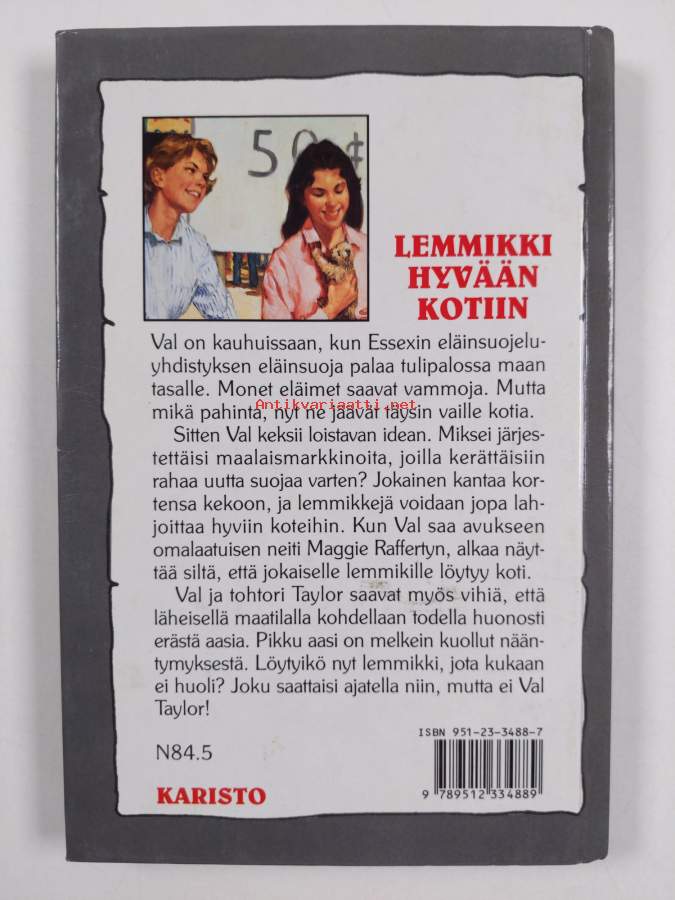 50¢
LEMMIKKI
HYVÄÄN
KOTIIN
Val on kauhuissaan, kun Essexin eläinsuojelu-
yhdistyksen eläinsuoja palaa tulipalossa maan
tasalle. Monet eläimet saavat vammoja. Mutta
mikä pahinta, nyt ne jäävät täysin vaille kotia.
Antikvariaatti.net
Sitten Val keksii loistavan idean. Miksei järjes-
tettäisi maalaismarkkinoita, joilla kerättäisiin
rahaa uutta suojaa varten? Jokainen kantaa kor-
tensa kekoon, ja lemmikkejä voidaan jopa lah-
joittaa hyviin koteihin. Kun Val saa avukseen
omalaatuisen neiti Maggie Raffertyn, alkaa näyt-
tää siltä, että jokaiselle lemmikille löytyy koti.
Val ja tohtori Taylor saavat myös vihiä, että
läheisellä maatilalla kohdellaan todella huonosti
erästä aasia. Pikku aasi on melkein kuollut nään-
tymyksestä. Löytyikö nyt lemmikki, jota kukaan
ei huoli? Joku saattaisi ajatella niin, mutta ei Val
Taylor!
ISBN 951-23-3488-7
N84.5
KARISTO
9 789512 334889